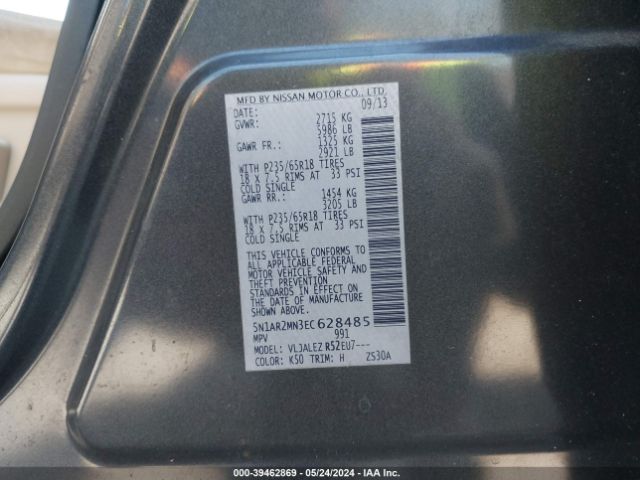 MFD BY NISSAN MOTOR CO., LTD.
DATE: 09/13
GVWR: 2715 KG
5986 LB
GAWR FR.: 1325 KG
2921 LB
WITH P235/65R18 TIRES
18 x 7.5 RIMS AT 33 PSI
COLD SINGLE
GAWR RR.: 1454 KG
3205 LB
WITH P235/65R18 TIRES
18 x 7.5 RIMS AT 33 PSI
COLD SINGLE
THIS VEHICLE CONFORMS TO
ALL APPLICABLE FEDERAL
MOTOR VEHICLE SAFETY AND
THEFT PREVENTION
STANDARDS IN EFFECT ON
THE DATE OF MANUFACTURE
SHOWN ABOVE.
5N1AR2MN3EC628485
MPV 991
MODEL: VLJALEZ R52EU7---
COLOR: K50 TRIM: H ZS30A
000-39462869 - 05/24/2024 - IAA Inc.